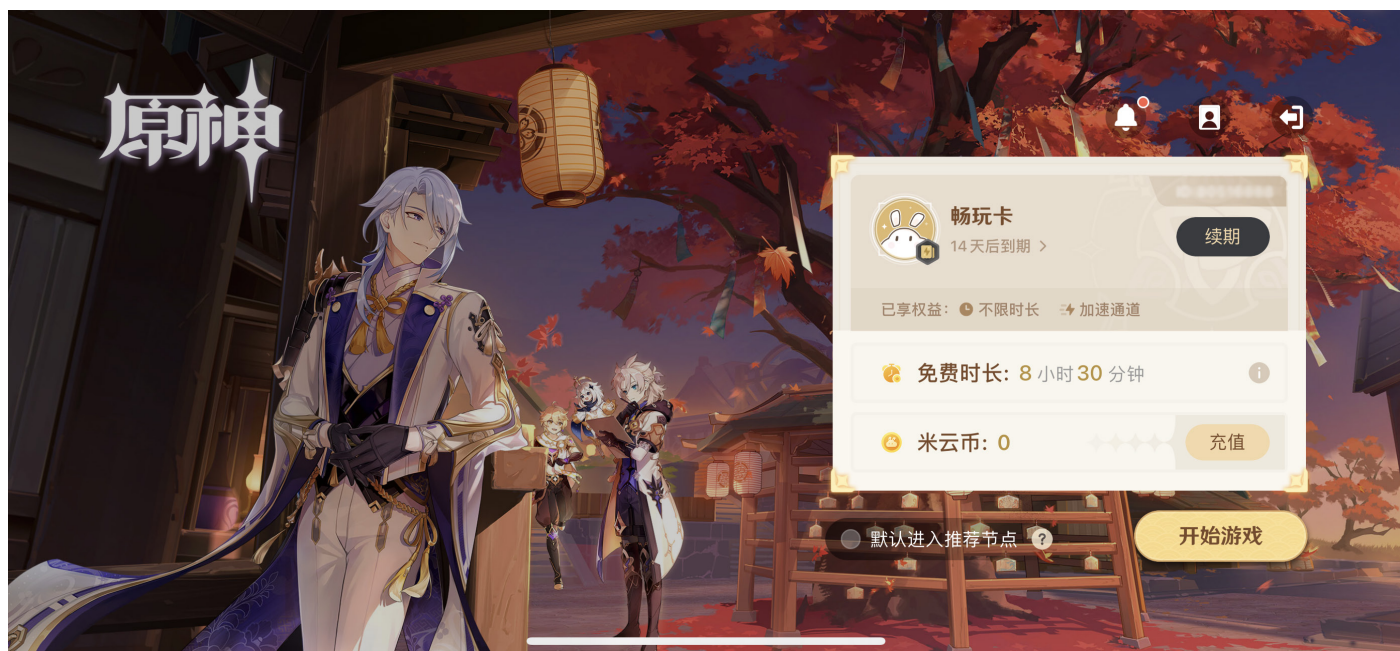 原神
畅玩卡
14天后到期
续期
已享权益: 不限时长 加速通道
免费时长: 8 小时 30 分钟
米云币: 0
充值
默认进入推荐节点 ?
开始游戏